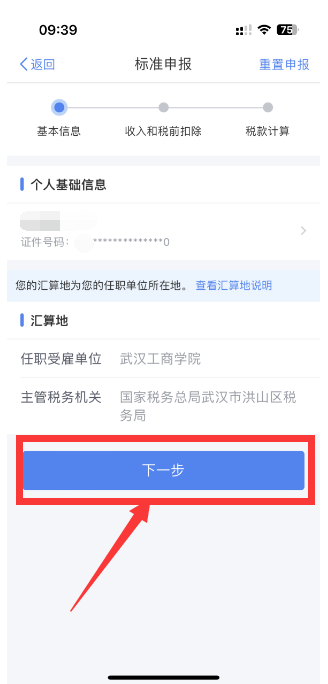 09:39
75
返回
标准申报
重置申报
基本信息
收入和税前扣除
税款计算
个人基础信息
证件号码：
**************0
您的汇算地为您的任职单位所在地。 查看汇算地说明
汇算地
任职受雇单位 武汉工商学院
主管税务机关 国家税务总局武汉市洪山区税
务局
下一步